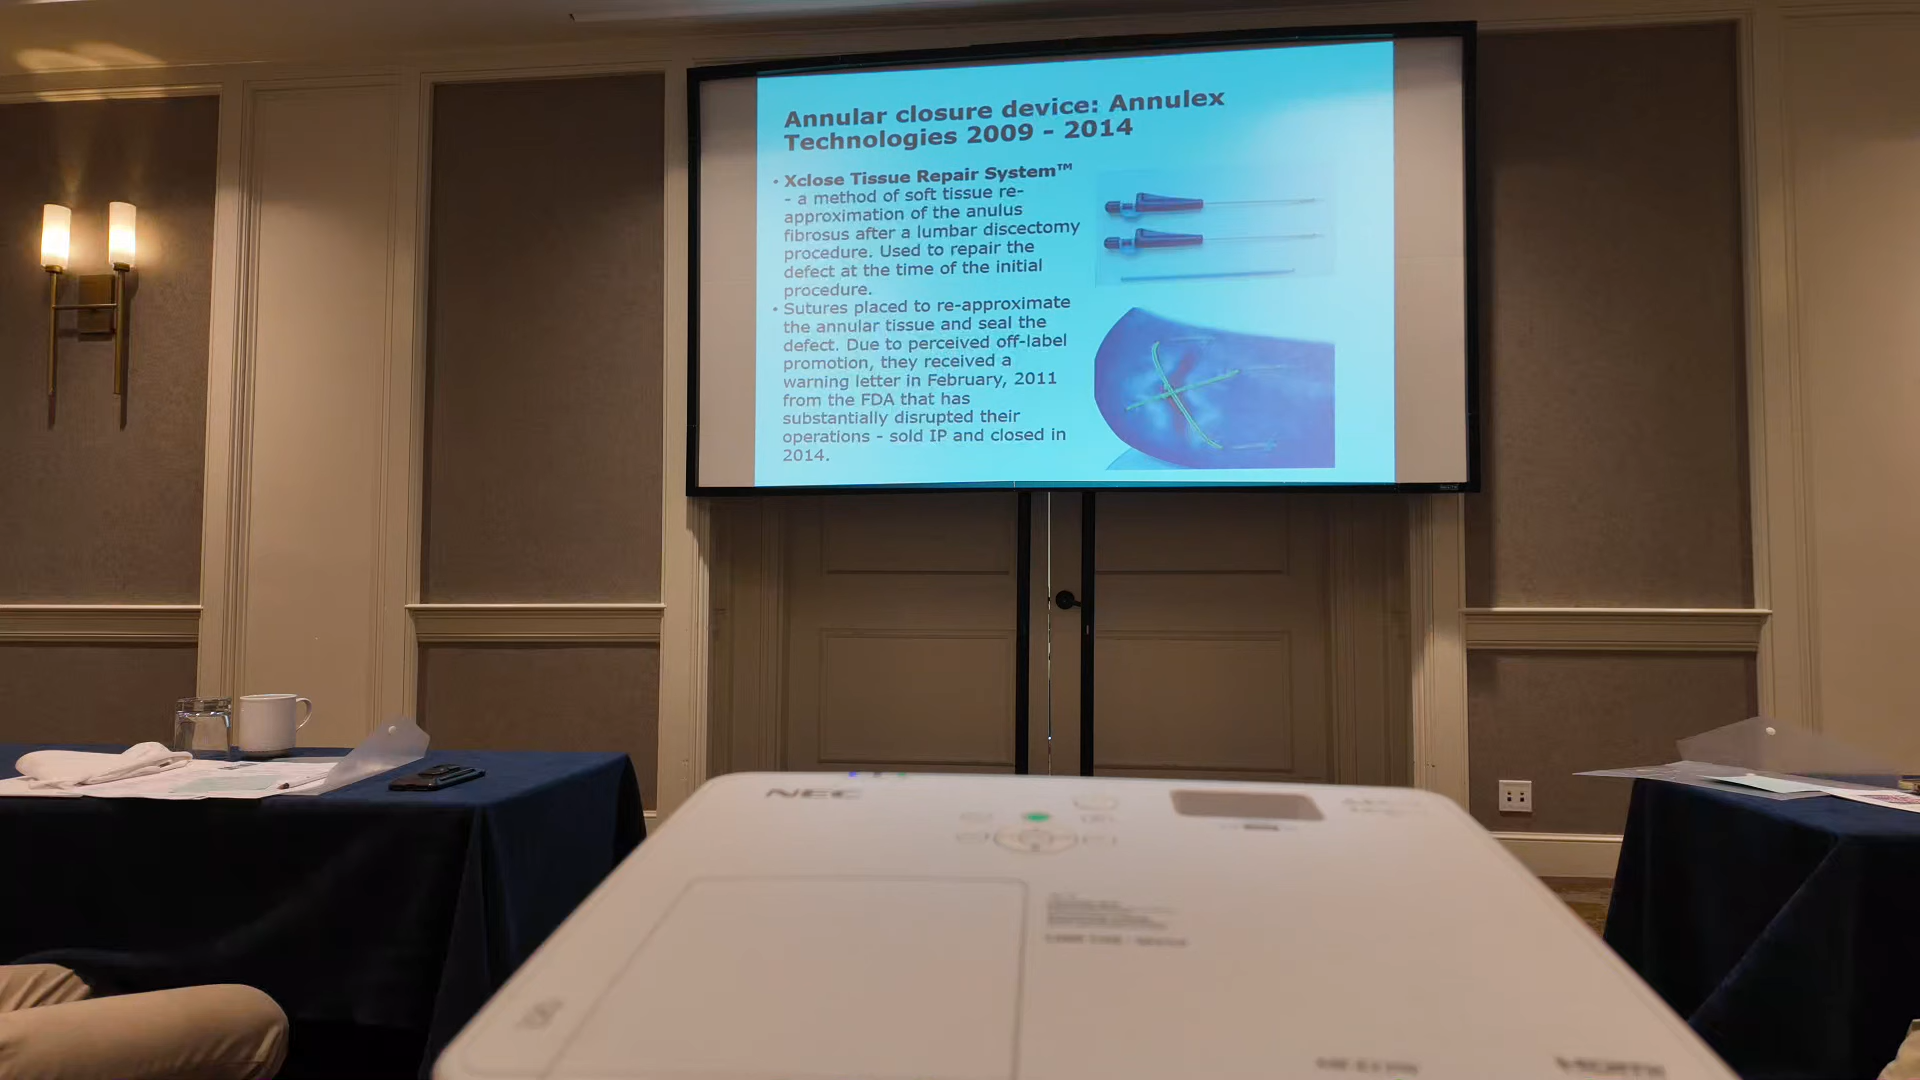 Annular closure device: Annulex
Technologies 2009 - 2014
• Xclose Tissue Repair System™
- a method of soft tissue re-
approximation of the anulus
fibrosus after a lumbar discectomy
procedure. Used to repair the
defect at the time of the initial
procedure.
• Sutures placed to re-approximate
the annular tissue and seal the
defect. Due to perceived off-label
promotion, they received a
warning letter in February, 2011
from the FDA that has
substantially disrupted their
operations - sold IP and closed in
2014.
NEC
HDMI